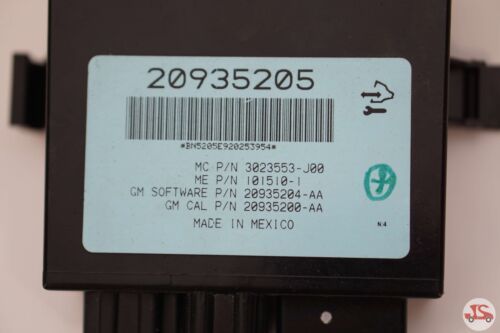 20935205
*BN5205E920253954*
MC P/N 3023553-J00
ME P/N 101510-1
GM SOFTWARE P/N 20935204-AA
GM CAL P/N 20935200-AA
MADE IN MEXICO
N4
JS